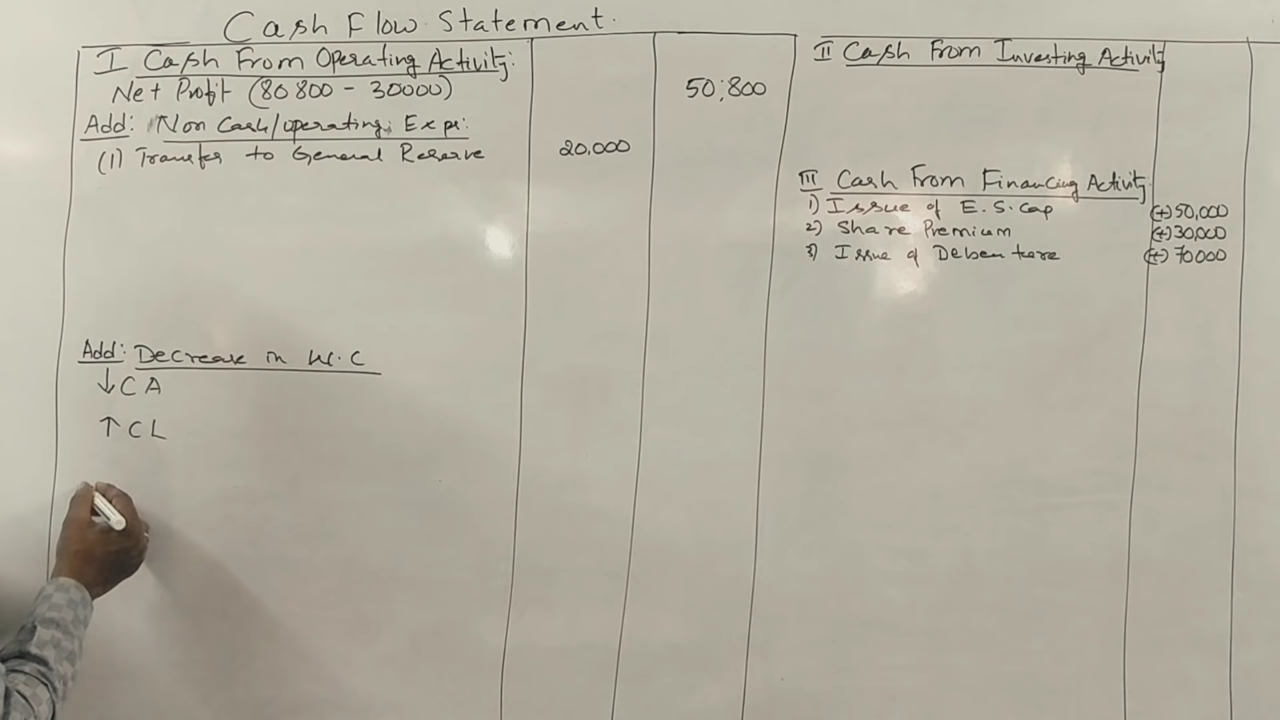 Cash Flow Statement.
I Cash From Operating Activity:
Net Profit (80800 - 30000) 50,800
Add: Non Cash/operating Exp:
(1) Transfer to General Reserve 20,000
Add: Decrease in W.C
↓ C A
↑ C L
II Cash From Investing Activity
III Cash From Financing Activity
1) Issue of E.S.Cap (+) 50,000
2) Share Premium (+) 30,000
3) Issue of Debenture (+) 70000